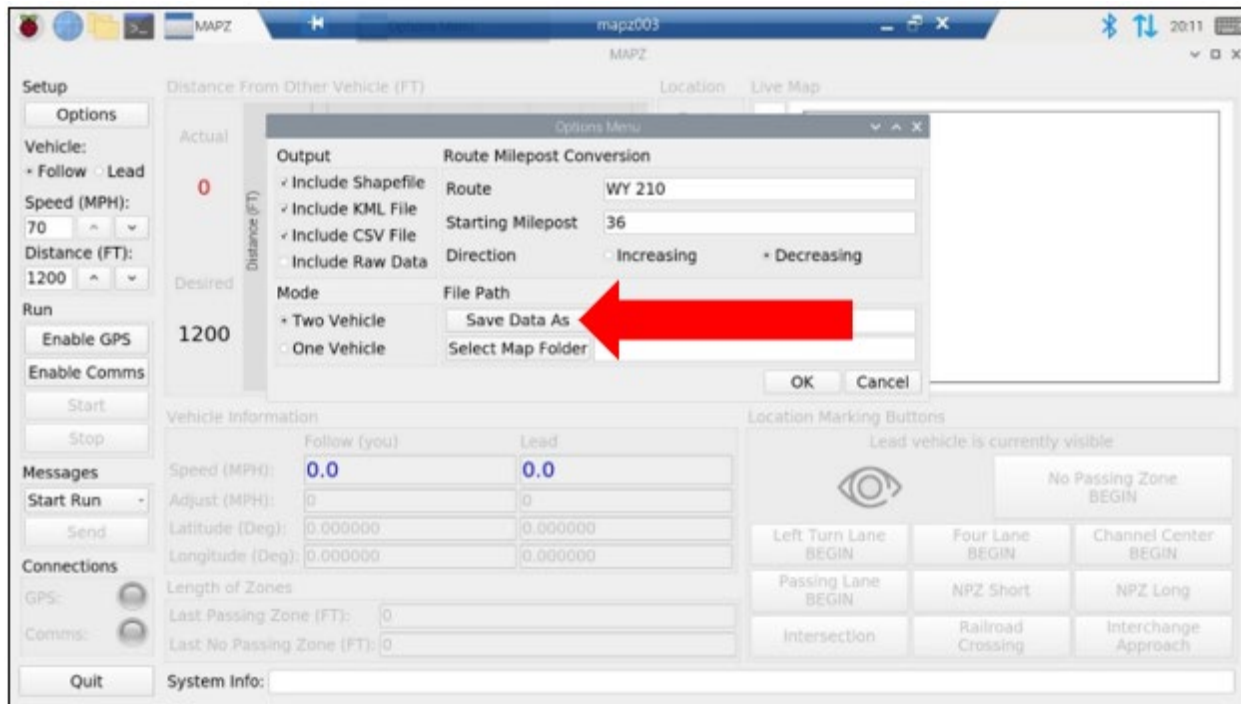 MAPZ
Options Menu
mapz003
20:11
MAPZ
Setup
Options
Vehicle:
Follow Lead
Speed (MPH):
70
Distance (FT):
1200
Run
Enable GPS
Enable Comms
Start
Stop
Messages
Start Run
Send
Connections
GPS:
Comms:
Quit
Distance From Other Vehicle (FT)
Actual
0
Desired
1200
Distance (FT)
Location
Live Map
Options Menu
Output
Include Shapefile
Include KML File
Include CSV File
Include Raw Data
Mode
Two Vehicle
One Vehicle
Route Milepost Conversion
Route WY 210
Starting Milepost 36
Direction Increasing Decreasing
File Path
Save Data As
Select Map Folder
OK Cancel
Vehicle Information
Follow (you) Lead
Speed (MPH): 0.0 0.0
Adjust (MPH): 0 0
Latitude (Deg): 0.000000 0.000000
Longitude (Deg): 0.000000 0.000000
Length of Zones
Last Passing Zone (FT): 0
Last No Passing Zone (FT): 0
Location Marking Buttons
Lead vehicle is currently visible
No Passing Zone
BEGIN
Left Turn Lane
BEGIN
Four Lane
BEGIN
Channel Center
BEGIN
Passing Lane
BEGIN
NPZ Short
NPZ Long
Intersection
Railroad
Crossing
Interchange
Approach
System Info: